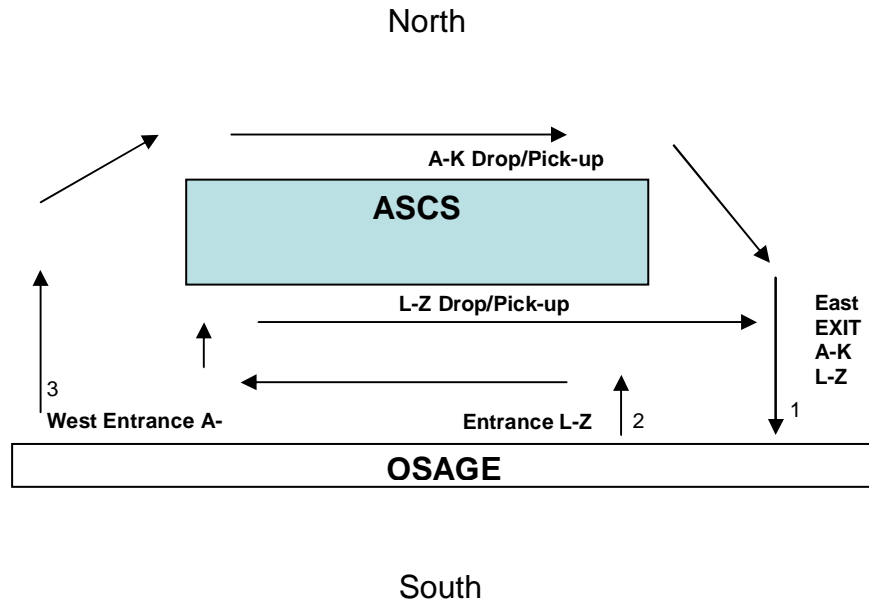 North
A-K Drop/Pick-up
ASCS
L-Z Drop/Pick-up
East
EXIT
A-K
L-Z
3
West Entrance A-
Entrance L-Z
2
1
OSAGE
South